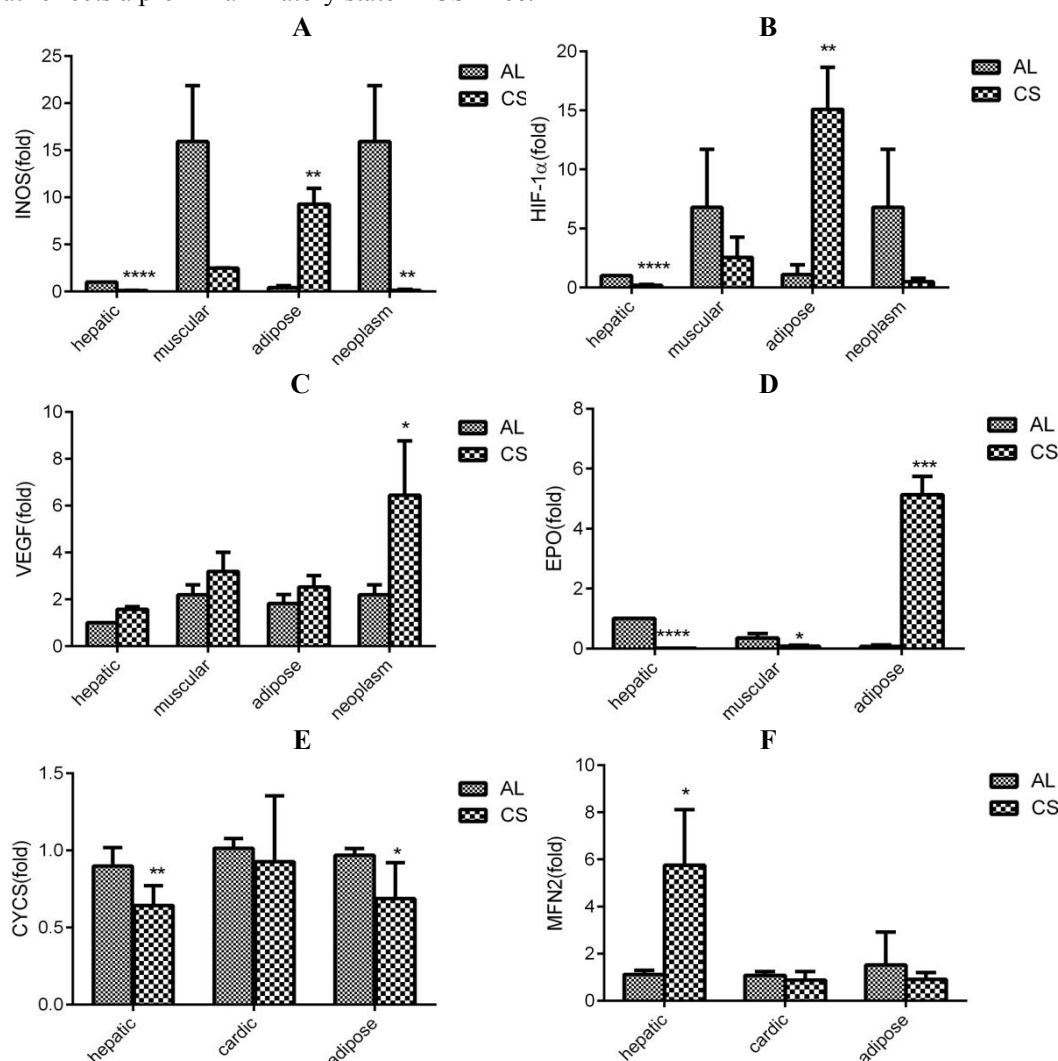 A
25
20
15
10
5
0
INOS(fold)
****
**
**
AL
CS
hepatic
muscular
adipose
neoplasm
B
20
15
10
5
0
HIF-1α(fold)
****
**
AL
CS
hepatic
muscular
adipose
neoplasm
C
10
8
6
4
2
0
VEGF(fold)
*
AL
CS
hepatic
muscular
adipose
neoplasm
D
8
6
4
2
0
EPO(fold)
****
*
***
AL
CS
hepatic
muscular
adipose
E
1.5
1.0
0.5
0.0
CYCS(fold)
**
*
AL
CS
hepatic
cardic
adipose
F
10
8
6
4
2
0
MFN2(fold)
*
AL
CS
hepatic
cardic
adipose